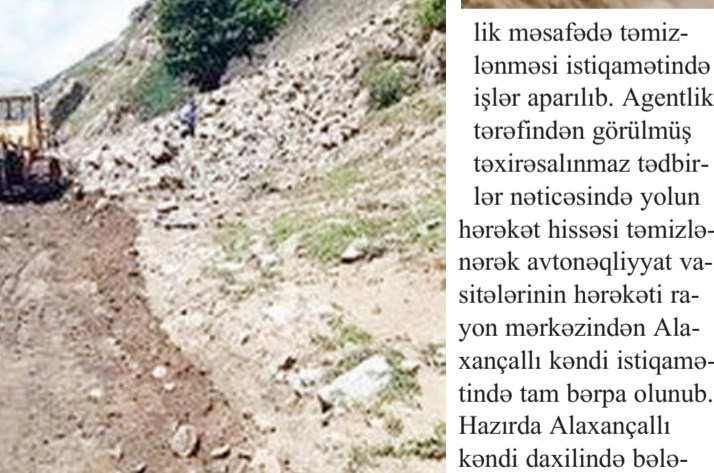 lik məsafədə təmiz-
lənməsi istiqamətində
işlər aparılıb. Agentlik
tərəfindən görülmüş
təxirəsalınmaz tədbir-
lər nəticəsində yolun
hərəkət hissəsi təmizlə-
nərək avtonəqliyyat va-
sitələrinin hərəkəti ra-
yon mərkəzindən Ala-
xançallı kəndi istiqamə-
tində tam bərpa olunub.
Hazırda Alaxançallı
kəndi daxilində bələ-